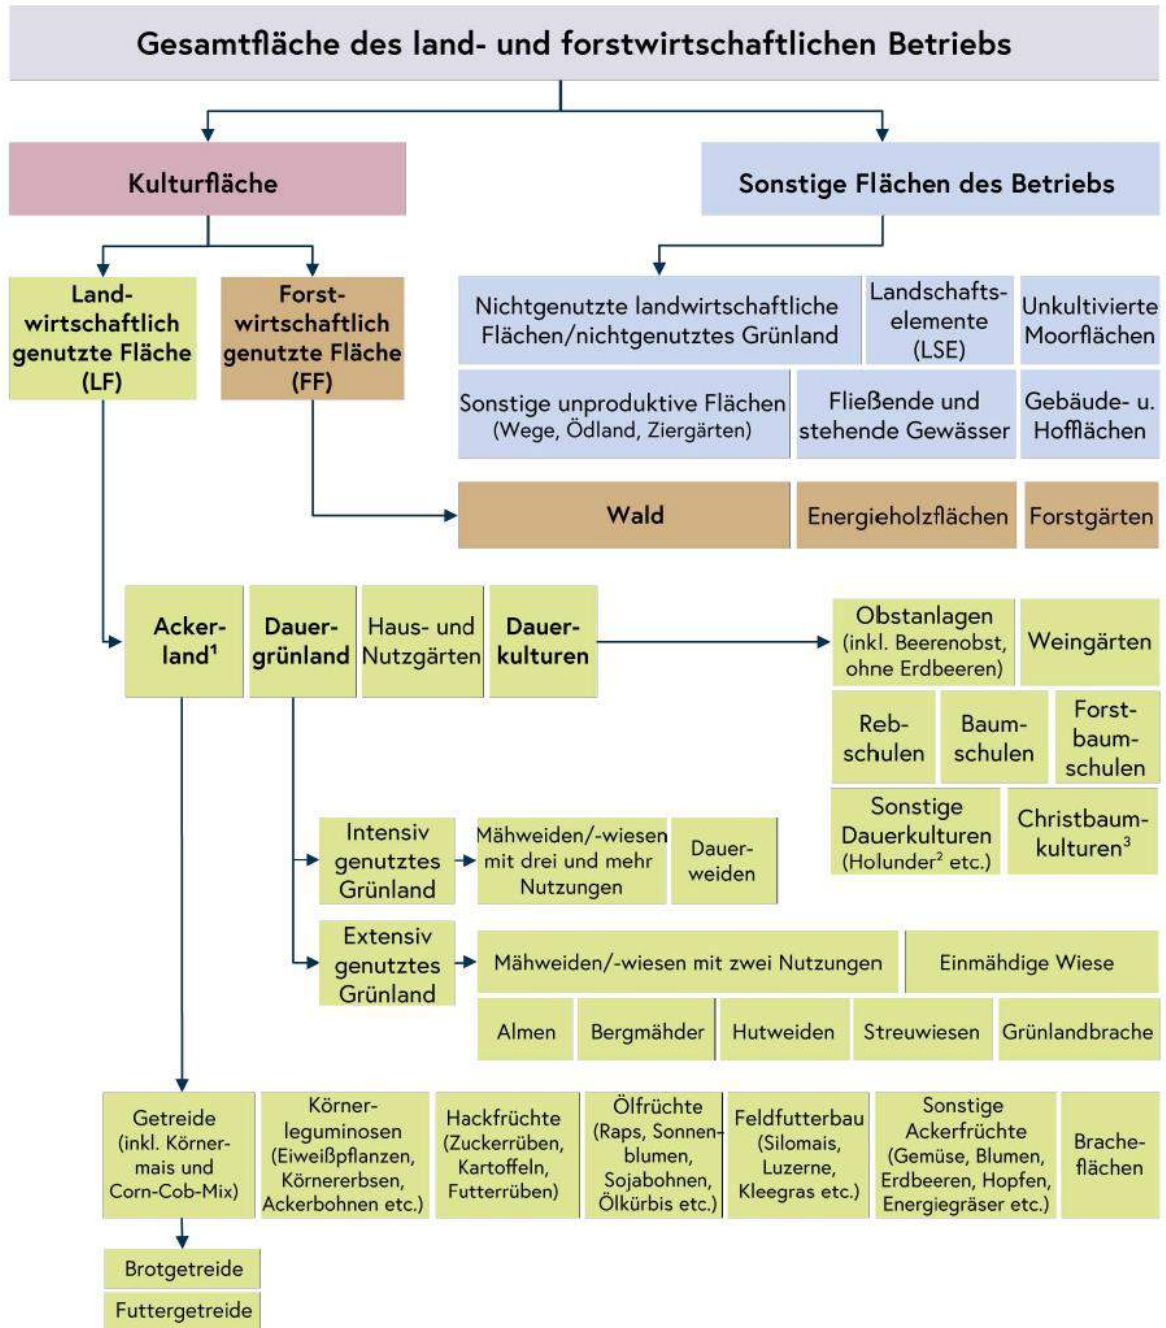 Gesamtfläche des land- und forstwirtschaftlichen Betriebs
Kulturfläche
Sonstige Flächen des Betriebs
Land-
wirtschaftlich
genutzte Fläche
(LF)
Forst-
wirtschaftlich
genutzte Fläche
(FF)
Nichtgenutzte landwirtschaftliche
Flächen/nichtgenutztes Grünland
Landschafts-
elemente
(LSE)
Unkultivierte
Moorflächen
Sonstige unproduktive Flächen
(Wege, Ödland, Ziergärten)
Fließende und
stehende Gewässer
Gebäude- u.
Hofflächen
Wald
Energieholzflächen
Forstgärten
Acker-
land¹
Dauer-
grünland
Haus- und
Nutzgärten
Dauer-
kulturen
Obstanlagen
(inkl. Beerenobst,
ohne Erdbeeren)
Weingärten
Reb-
schulen
Baum-
schulen
Forst-
baum-
schulen
Sonstige
Dauerkulturen
(Holunder² etc.)
Christbaum-
kulturen³
Intensiv
genutztes
Grünland
Mähweiden/-wiesen
mit drei und mehr
Nutzungen
Dauer-
weiden
Extensiv
genutztes
Grünland
Mähweiden/-wiesen mit zwei Nutzungen
Einmähdige Wiese
Almen
Bergmähder
Hutweiden
Streuwiesen
Grünlandbrache
Getreide
(inkl. Körner-
mais und
Corn-Cob-Mix)
Körner-
leguminosen
(Eiweißpflanzen,
Körnererbsen,
Ackerbohnen etc.)
Hackfrüchte
(Zuckerrüben,
Kartoffeln,
Futterrüben)
Ölfrüchte
(Raps, Sonnen-
blumen,
Sojabohnen,
Ölkürbis etc.)
Feldfutterbau
(Silomais,
Luzerne,
Kleegras etc.)
Sonstige
Ackerfrüchte
(Gemüse, Blumen,
Erdbeeren, Hopfen,
Energiegräser etc.)
Brache-
flächen
Brotgetreide
Futtergetreide